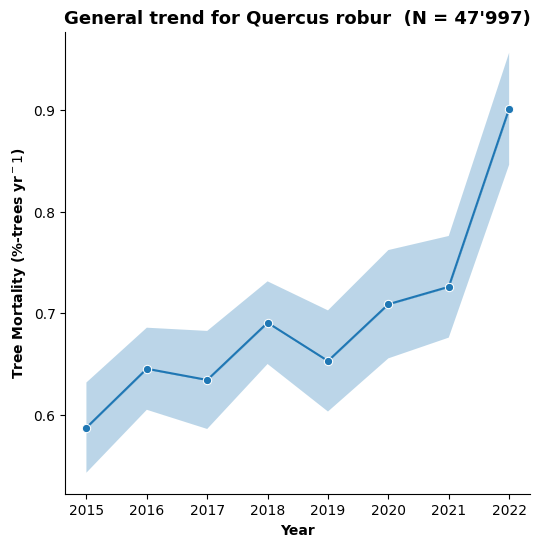 General trend for Quercus robur (N = 47'997)
Tree Mortality (%-trees yr⁻1)
0.9
0.8
0.7
0.6
2015 2016 2017 2018 2019 2020 2021 2022
Year